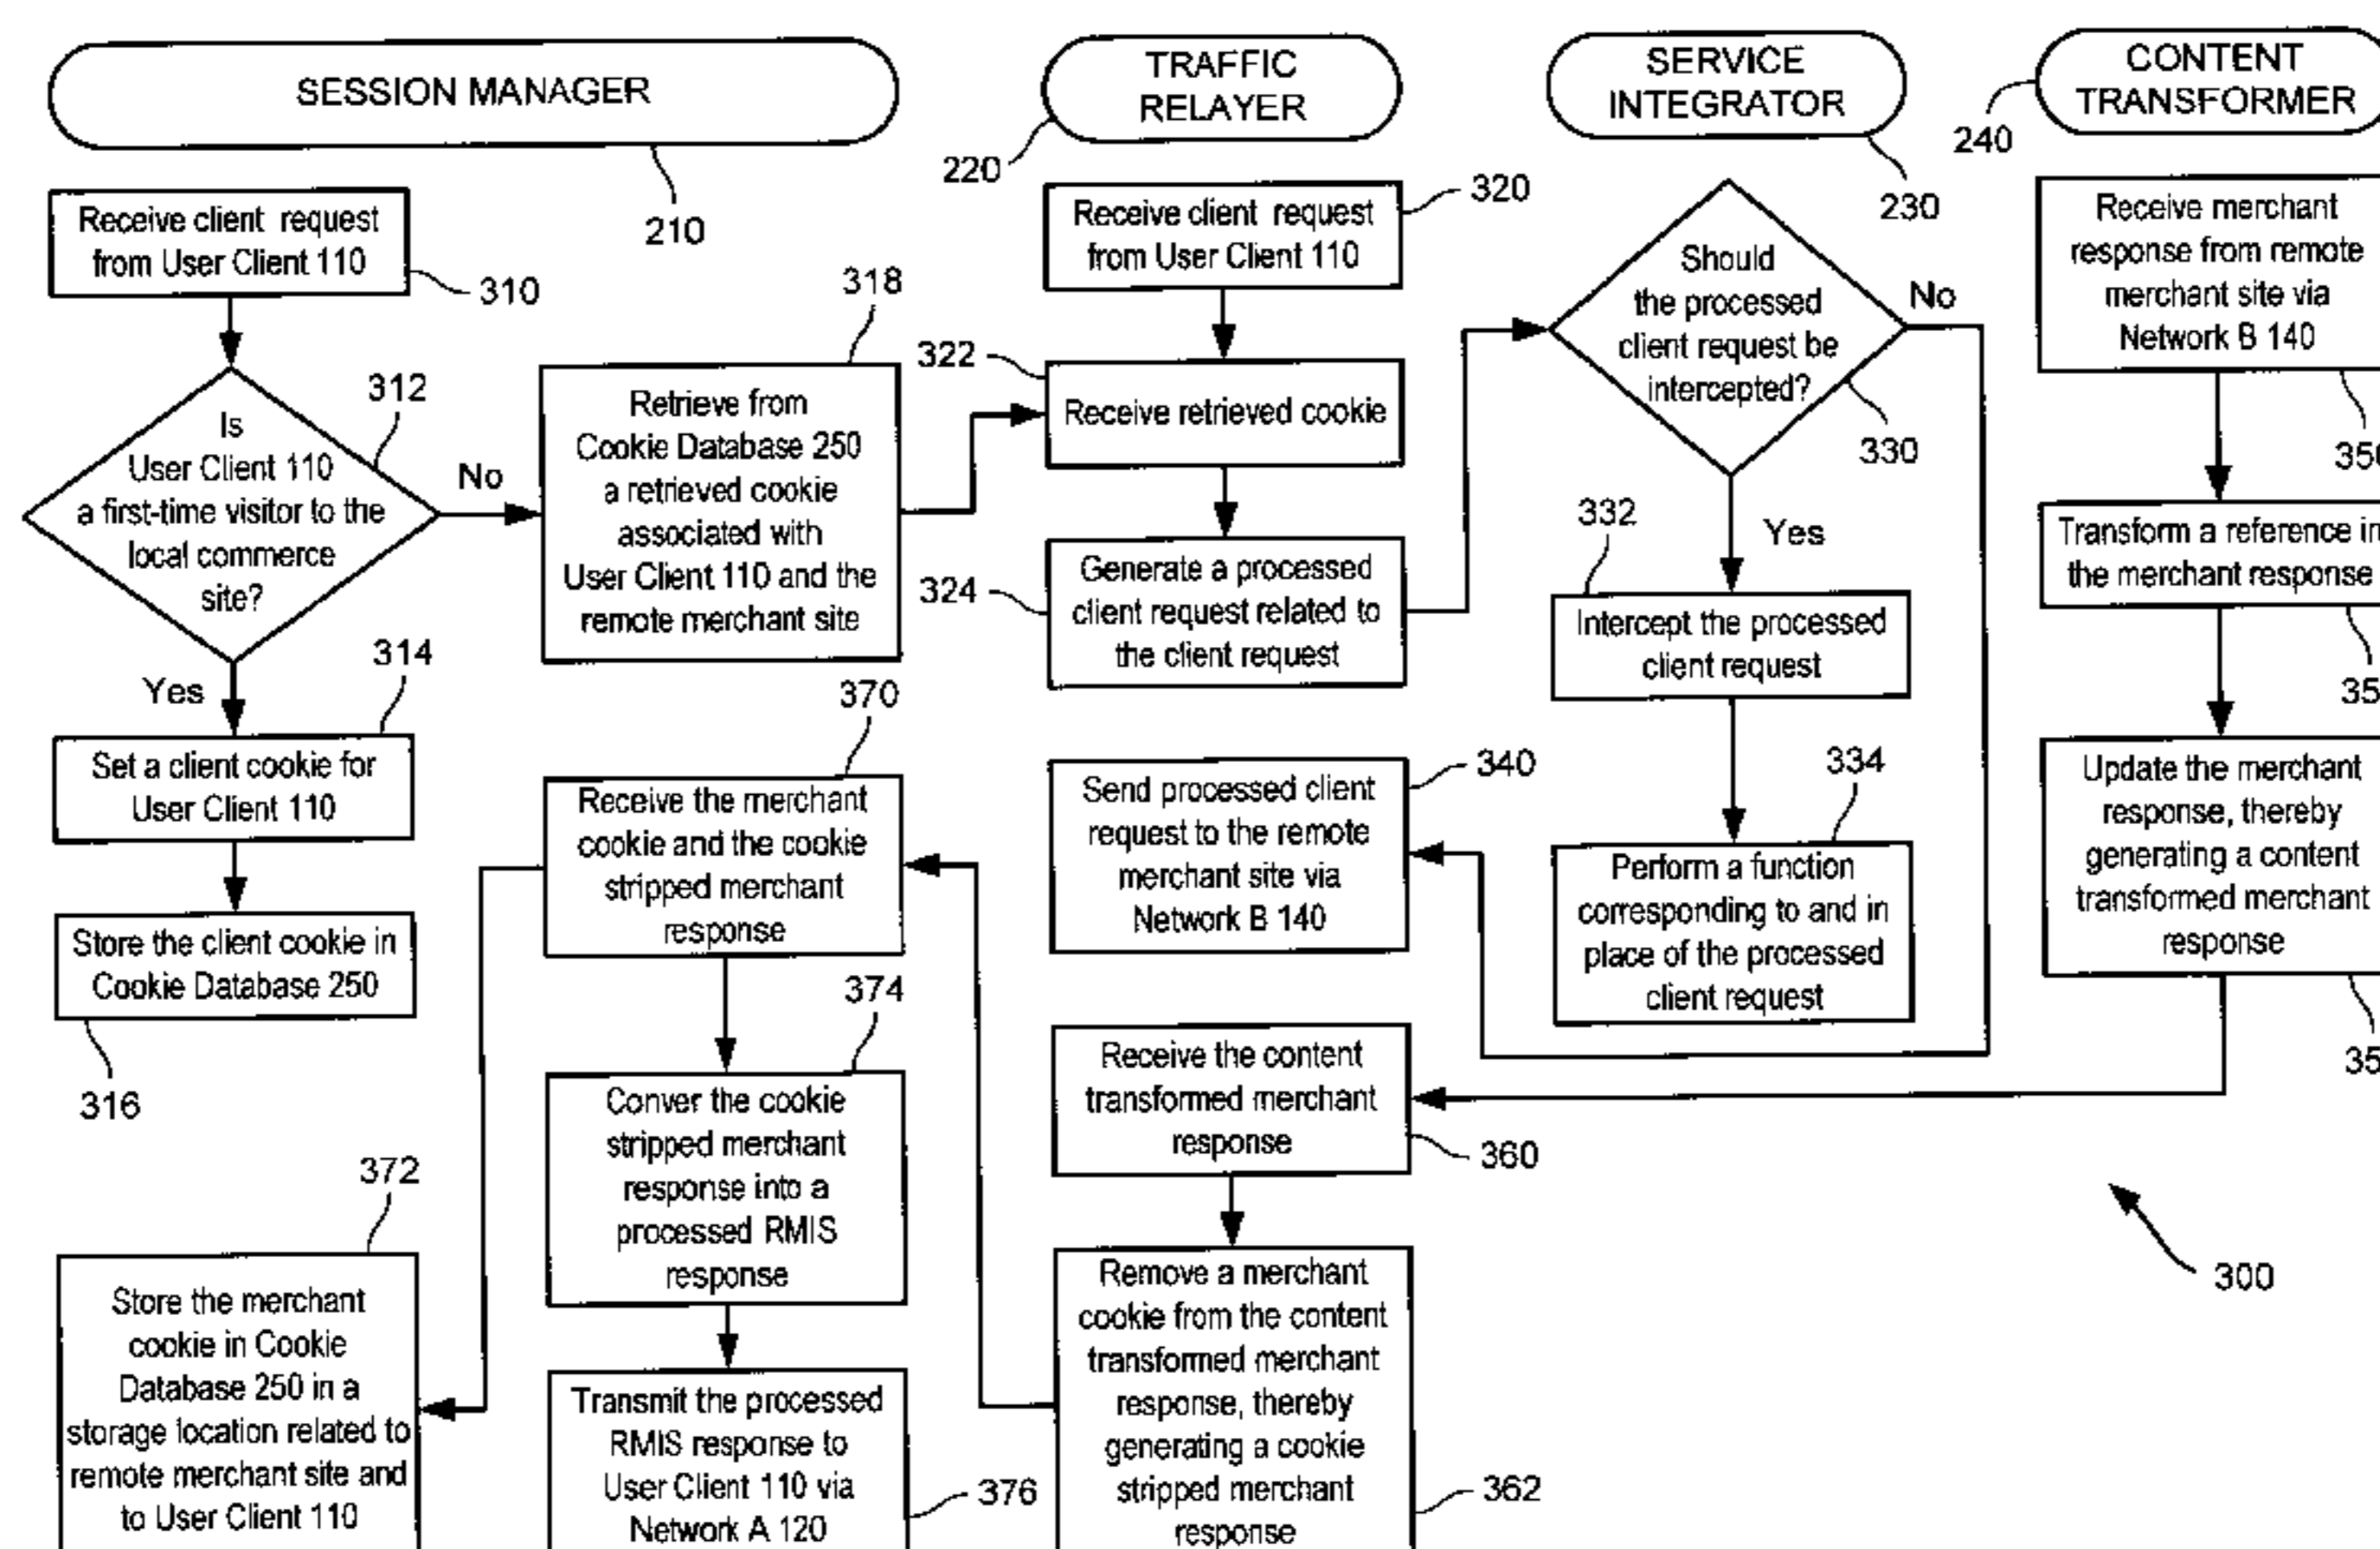 SESSION MANAGER
210
TRAFFIC
RELAYER
220
SERVICE
INTEGRATOR
230
CONTENT
TRANSFORMER
240
Receive client request
from User Client 110
310
Is
User Client 110
a first-time visitor to the
local commerce
site?
312
No
Yes
314
Set a client cookie for
User Client 110
Store the client cookie in
Cookie Database 250
316
318
Retrieve from
Cookie Database 250
a retrieved cookie
associated with
User Client 110 and the
remote merchant site
Receive client request
from User Client 110
320
322
Receive retrieved cookie
324
Generate a processed
client request related to
the client request
Should
the processed
client request be
intercepted?
330
No
Yes
332
Intercept the processed
client request
334
Perform a function
corresponding to and in
place of the processed
client request
340
Send processed client
request to the remote
merchant site via
Network B 140
Receive merchant
response from remote
merchant site via
Network B 140
Transform a reference in
the merchant response
Update the merchant
response, thereby
generating a content
transformed merchant
response
Receive the content
transformed merchant
response
360
Remove a merchant
cookie from the content
transformed merchant
response, thereby
generating a cookie
stripped merchant
response
362
370
Receive the merchant
cookie and the cookie
stripped merchant
response
372
Store the merchant
cookie in Cookie
Database 250 in a
storage location related to
remote merchant site and
to User Client 110
374
Conver the cookie
stripped merchant
response into a
processed RMIS
response
Transmit the processed
RMIS response to
User Client 110 via
Network A 120
376
300